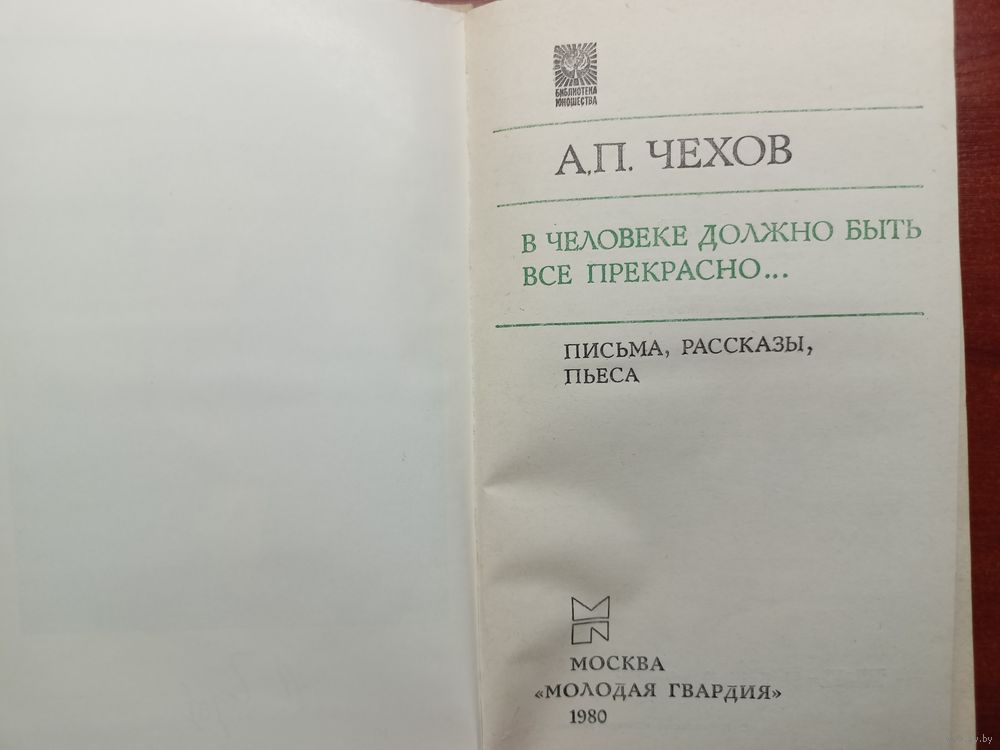 БИБЛИОТЕКА
ЮНОШЕСТВА
А.П. ЧЕХОВ
В ЧЕЛОВЕКЕ ДОЛЖНО БЫТЬ
ВСЕ ПРЕКРАСНО...
ПИСЬМА, РАССКАЗЫ,
ПЬЕСА
МОСКВА
«МОЛОДАЯ ГВАРДИЯ»
1980